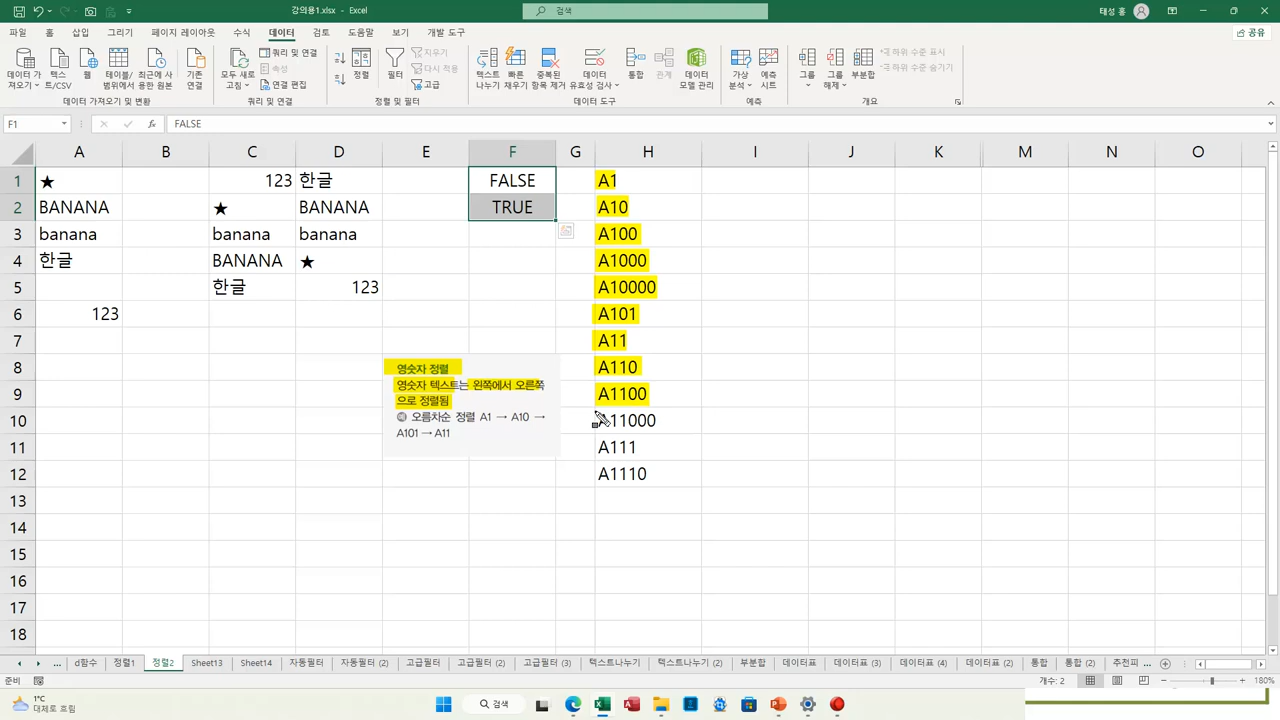 강의용1.xlsx - Excel
검색
태성 홍
파일 홈 삽입 그리기 페이지 레이아웃 수식 데이터 검토 보기 개발 도구 도움말
공유
데이터 가져오기
텍스트/CSV
웹
테이블/범위에서
최근에 사용한 원본
기존 연결
모두 새로 고침
쿼리 및 연결
속성
연결 편집
정렬
필터
지우기
다시 적용
고급
텍스트 나누기
빠른 채우기
중복된 항목 제거
데이터 유효성 검사
통합
관계
데이터 모델 관리
가상 분석
예측 시트
그룹
그룹 해제
부분합
하위 수준 표시
하위 수준 숨기기
데이터 가져오기 및 변환
쿼리 및 연결
정렬 및 필터
데이터 도구
예측
개요
F1 fx FALSE
A B C D E F G H I J K L M N O
1 ★ 123 한글 FALSE A1
2 BANANA ★ BANANA TRUE A10
3 banana banana banana A100
4 한글 BANANA ★ A1000
5 한글 123 A10000
6 123 A101
7 A11
8 A110
9 A1100
10 A11000
11 A111
12 A1110
13
14
15
16
17
18
영숫자 정렬
영숫자 텍스트는 왼쪽에서 오른쪽
으로 정렬됨
예 오름차순 정렬 A1 → A10 →
A101 → A11
... d함수 정렬1 정렬2 Sheet13 Sheet14 자동필터 자동필터 (2) 고급필터 고급필터 (2) 고급필터 (3) 텍스트나누기 텍스트나누기 (2) 부분합 데이터표 데이터표 (3) 데이터표 (4) 데이터표 (2) 통합 통합 (2) 추천피 ...
준비
개수: 2
180%
1°C
대체로 흐림
검색